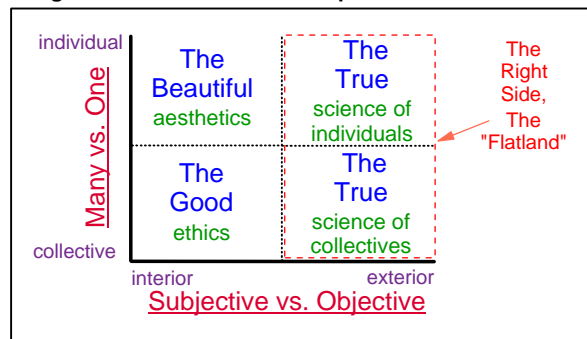 individual
collective
Many vs. One
The
Beautiful
aesthetics
The
True
science of
individuals
The
Good
ethics
The
True
science of
collectives
The
Right
Side,
The
"Flatland"
interior
exterior
Subjective vs. Objective